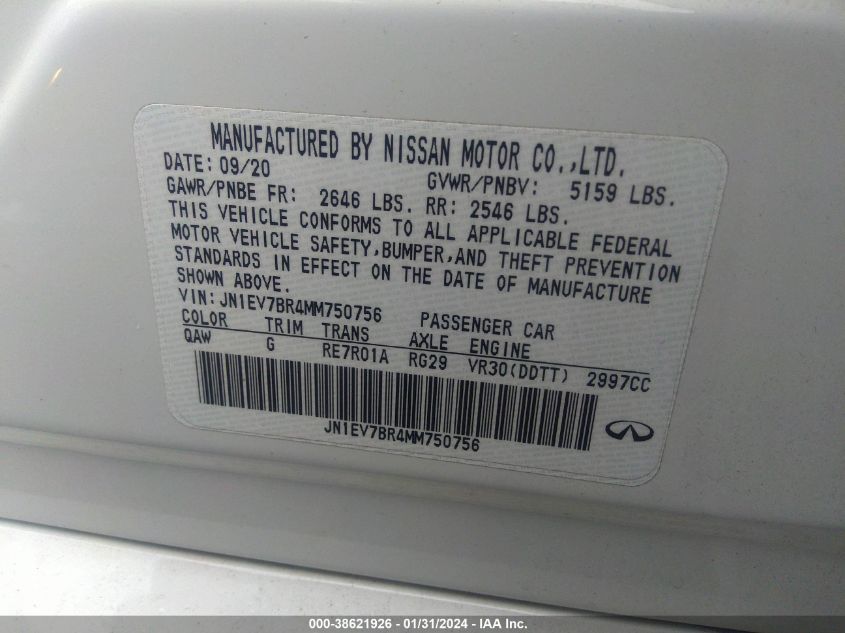 MANUFACTURED BY NISSAN MOTOR CO.,LTD.
DATE: 09/20 GVWR/PNBV: 5159 LBS.
GAWR/PNBE FR: 2646 LBS. RR: 2546 LBS.
THIS VEHICLE CONFORMS TO ALL APPLICABLE FEDERAL
MOTOR VEHICLE SAFETY,BUMPER,AND THEFT PREVENTION
STANDARDS IN EFFECT ON THE DATE OF MANUFACTURE
SHOWN ABOVE.
VIN:JN1EV7BR4MM750756 PASSENGER CAR
COLOR TRIM TRANS AXLE ENGINE
QAW G RE7R01A RG29 VR30(DDTT) 2997CC
JN1EV7BR4MM750756
000-38621926 - 01/31/2024 - IAA Inc.